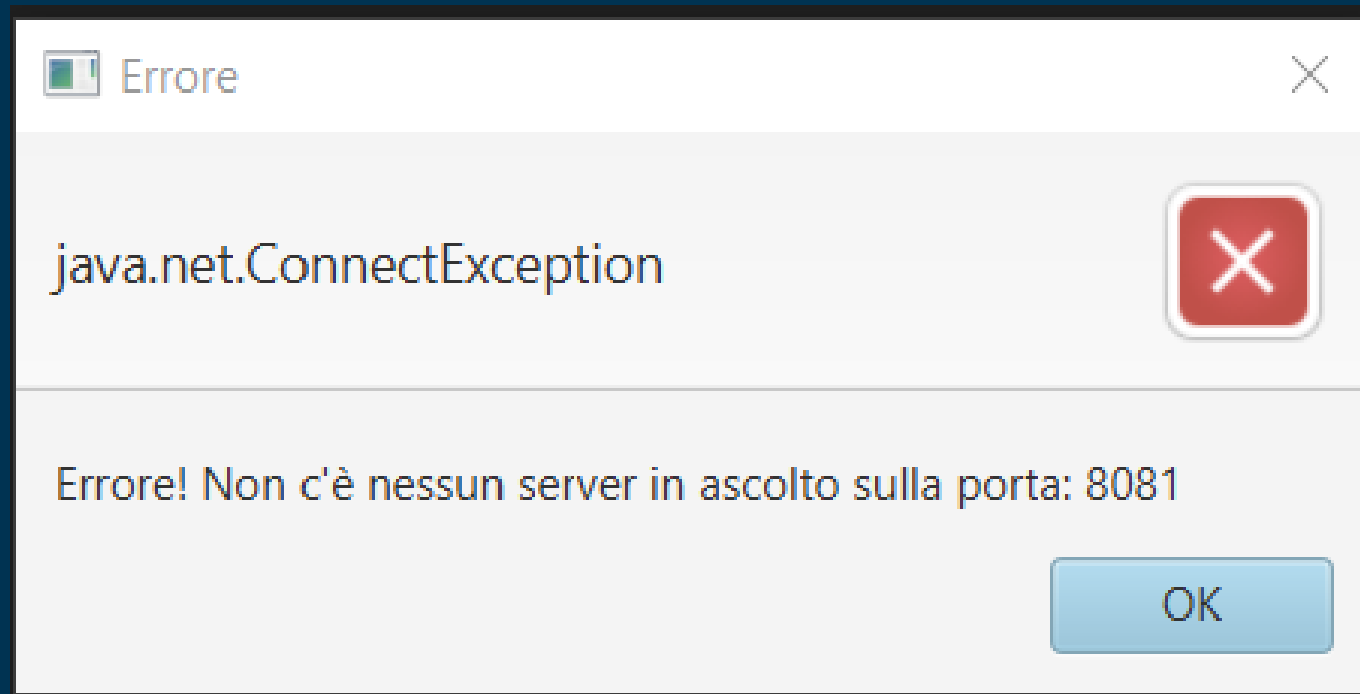 Errore
java.net.ConnectException
Errore! Non c'è nessun server in ascolto sulla porta: 8081
OK